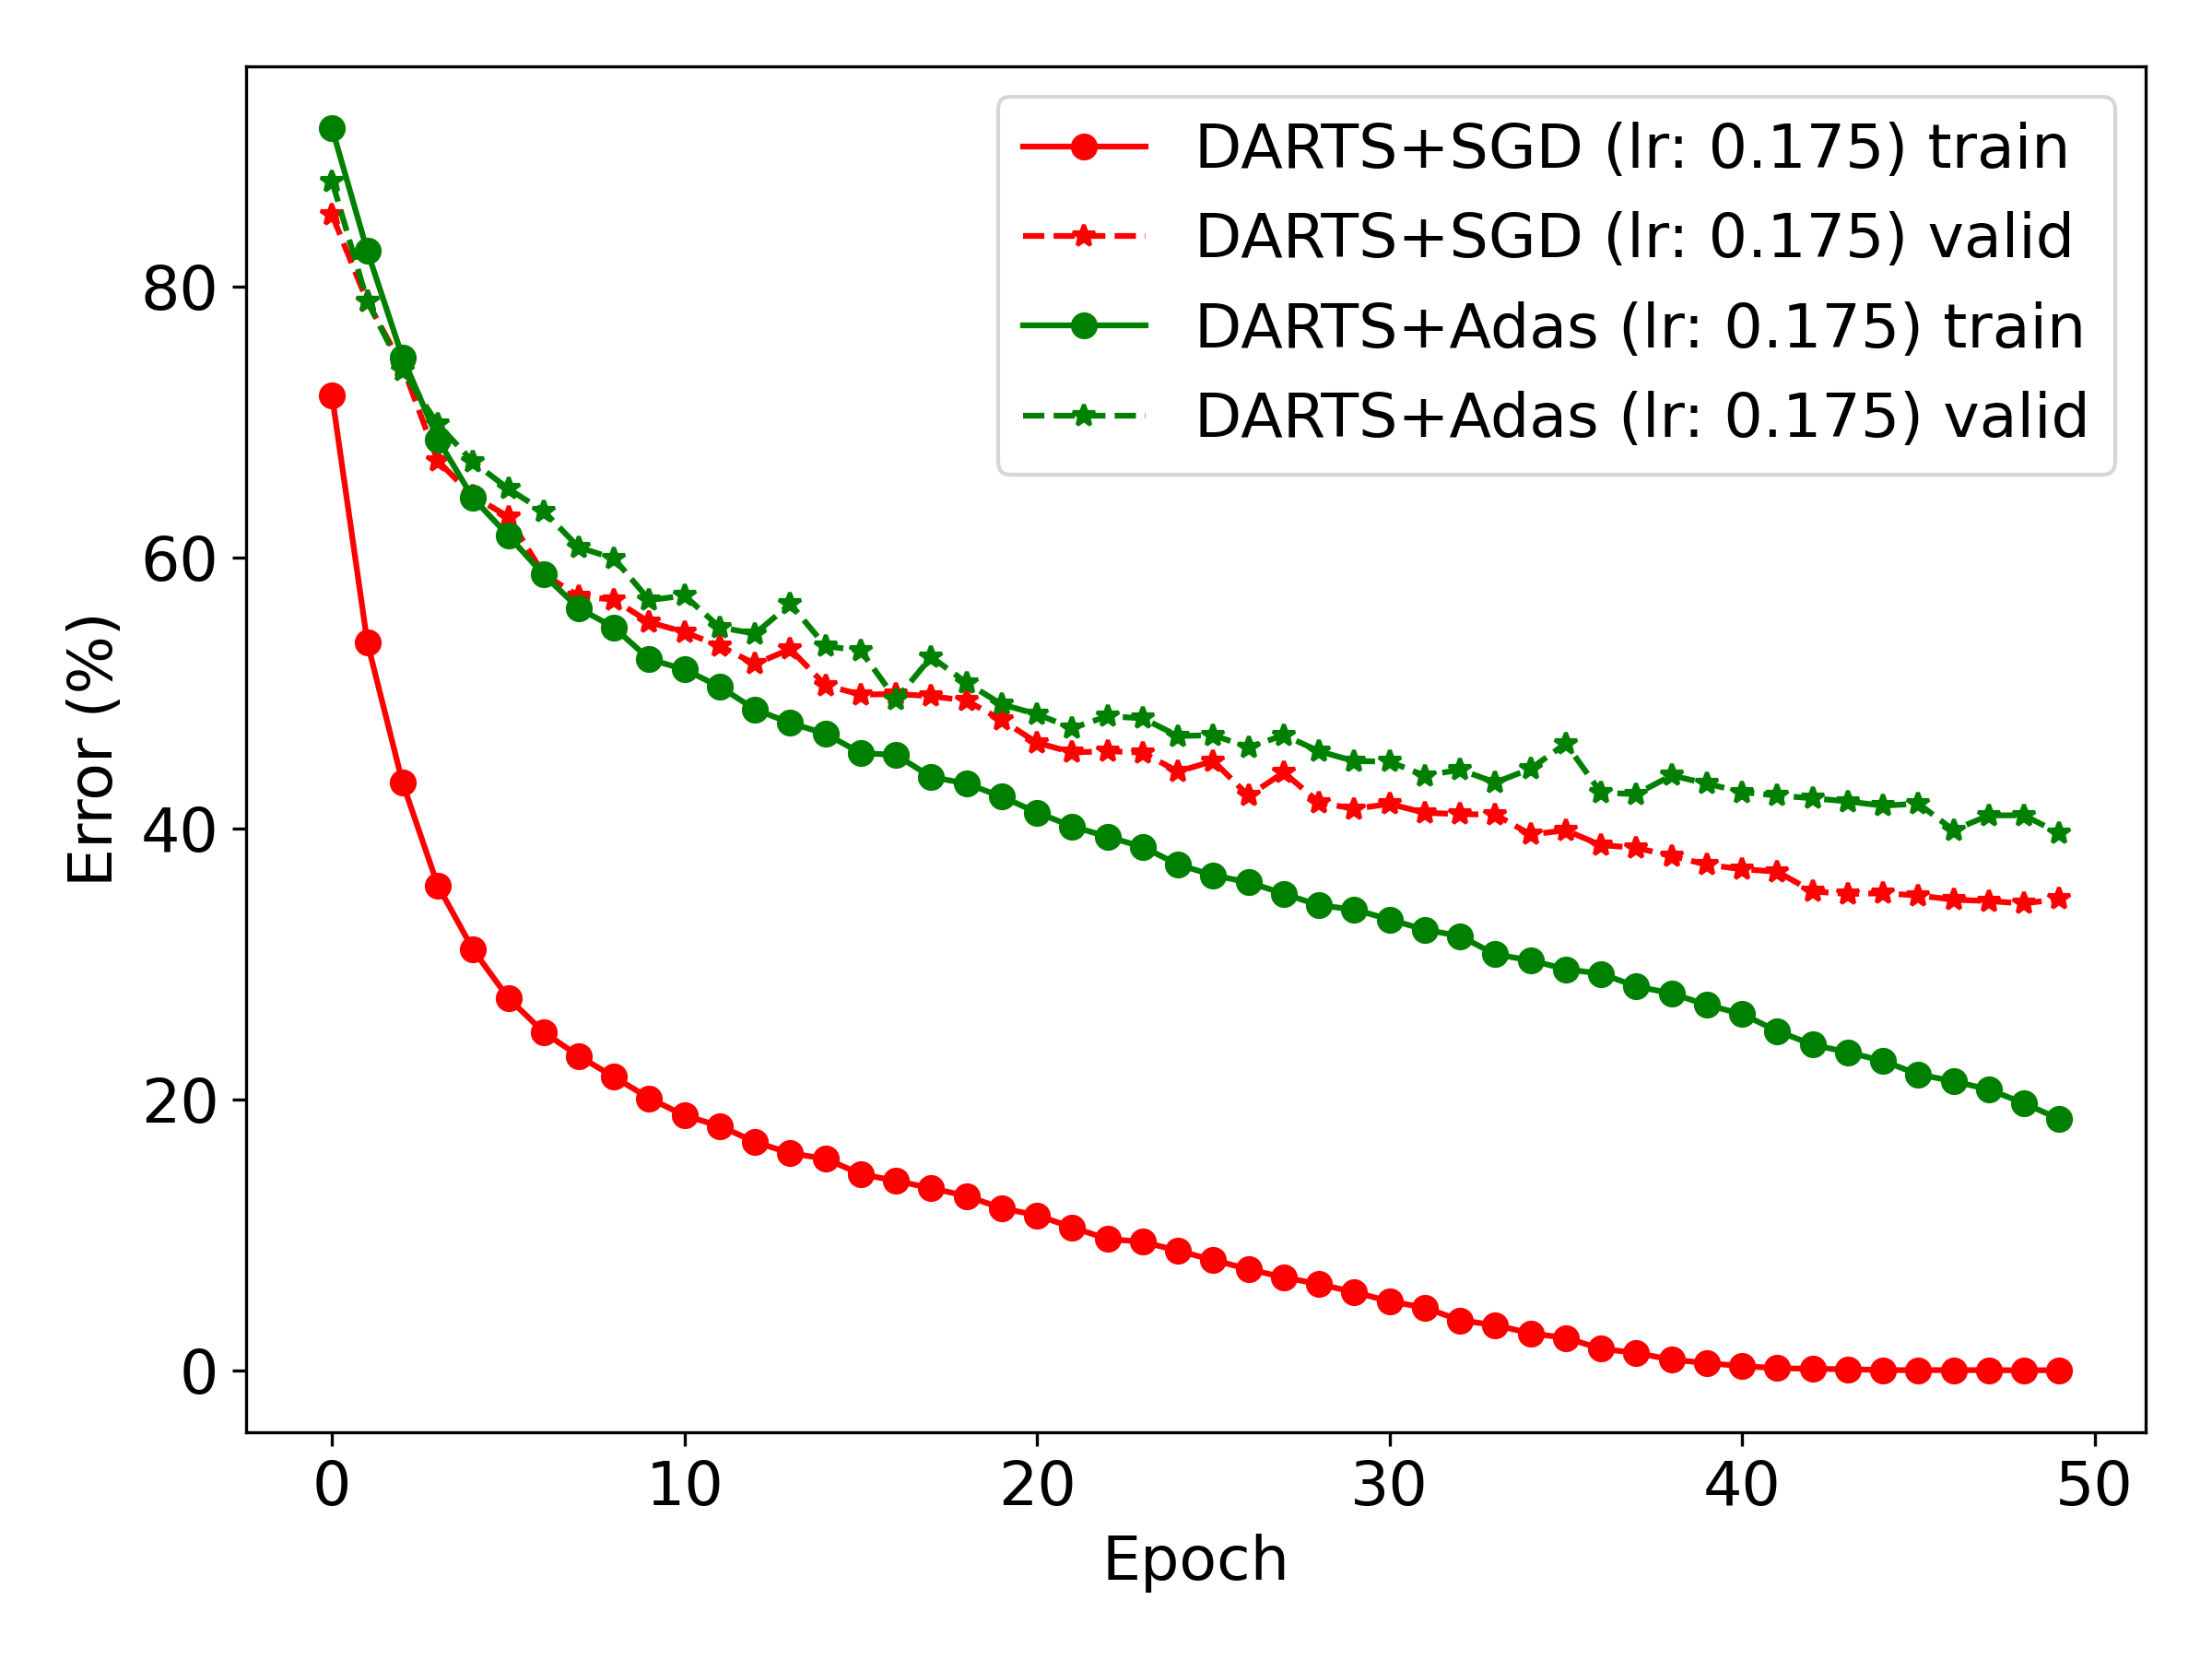 DARTS+SGD (lr: 0.175) train
DARTS+SGD (lr: 0.175) valid
DARTS+Adas (lr: 0.175) train
DARTS+Adas (lr: 0.175) valid
Error (%)
80
60
40
20
0
0 10 20 30 40 50
Epoch